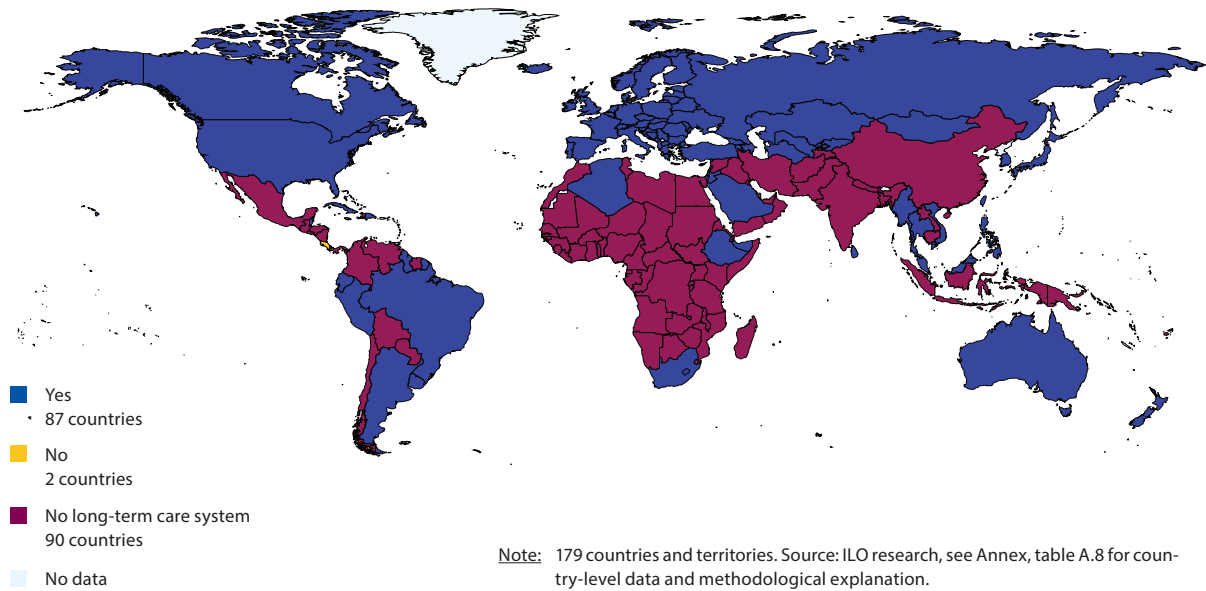 Yes
87 countries
No
2 countries
No long-term care system
90 countries
No data
Note: 179 countries and territories. Source: ILO research, see Annex, table A.8 for coun-
try-level data and methodological explanation.